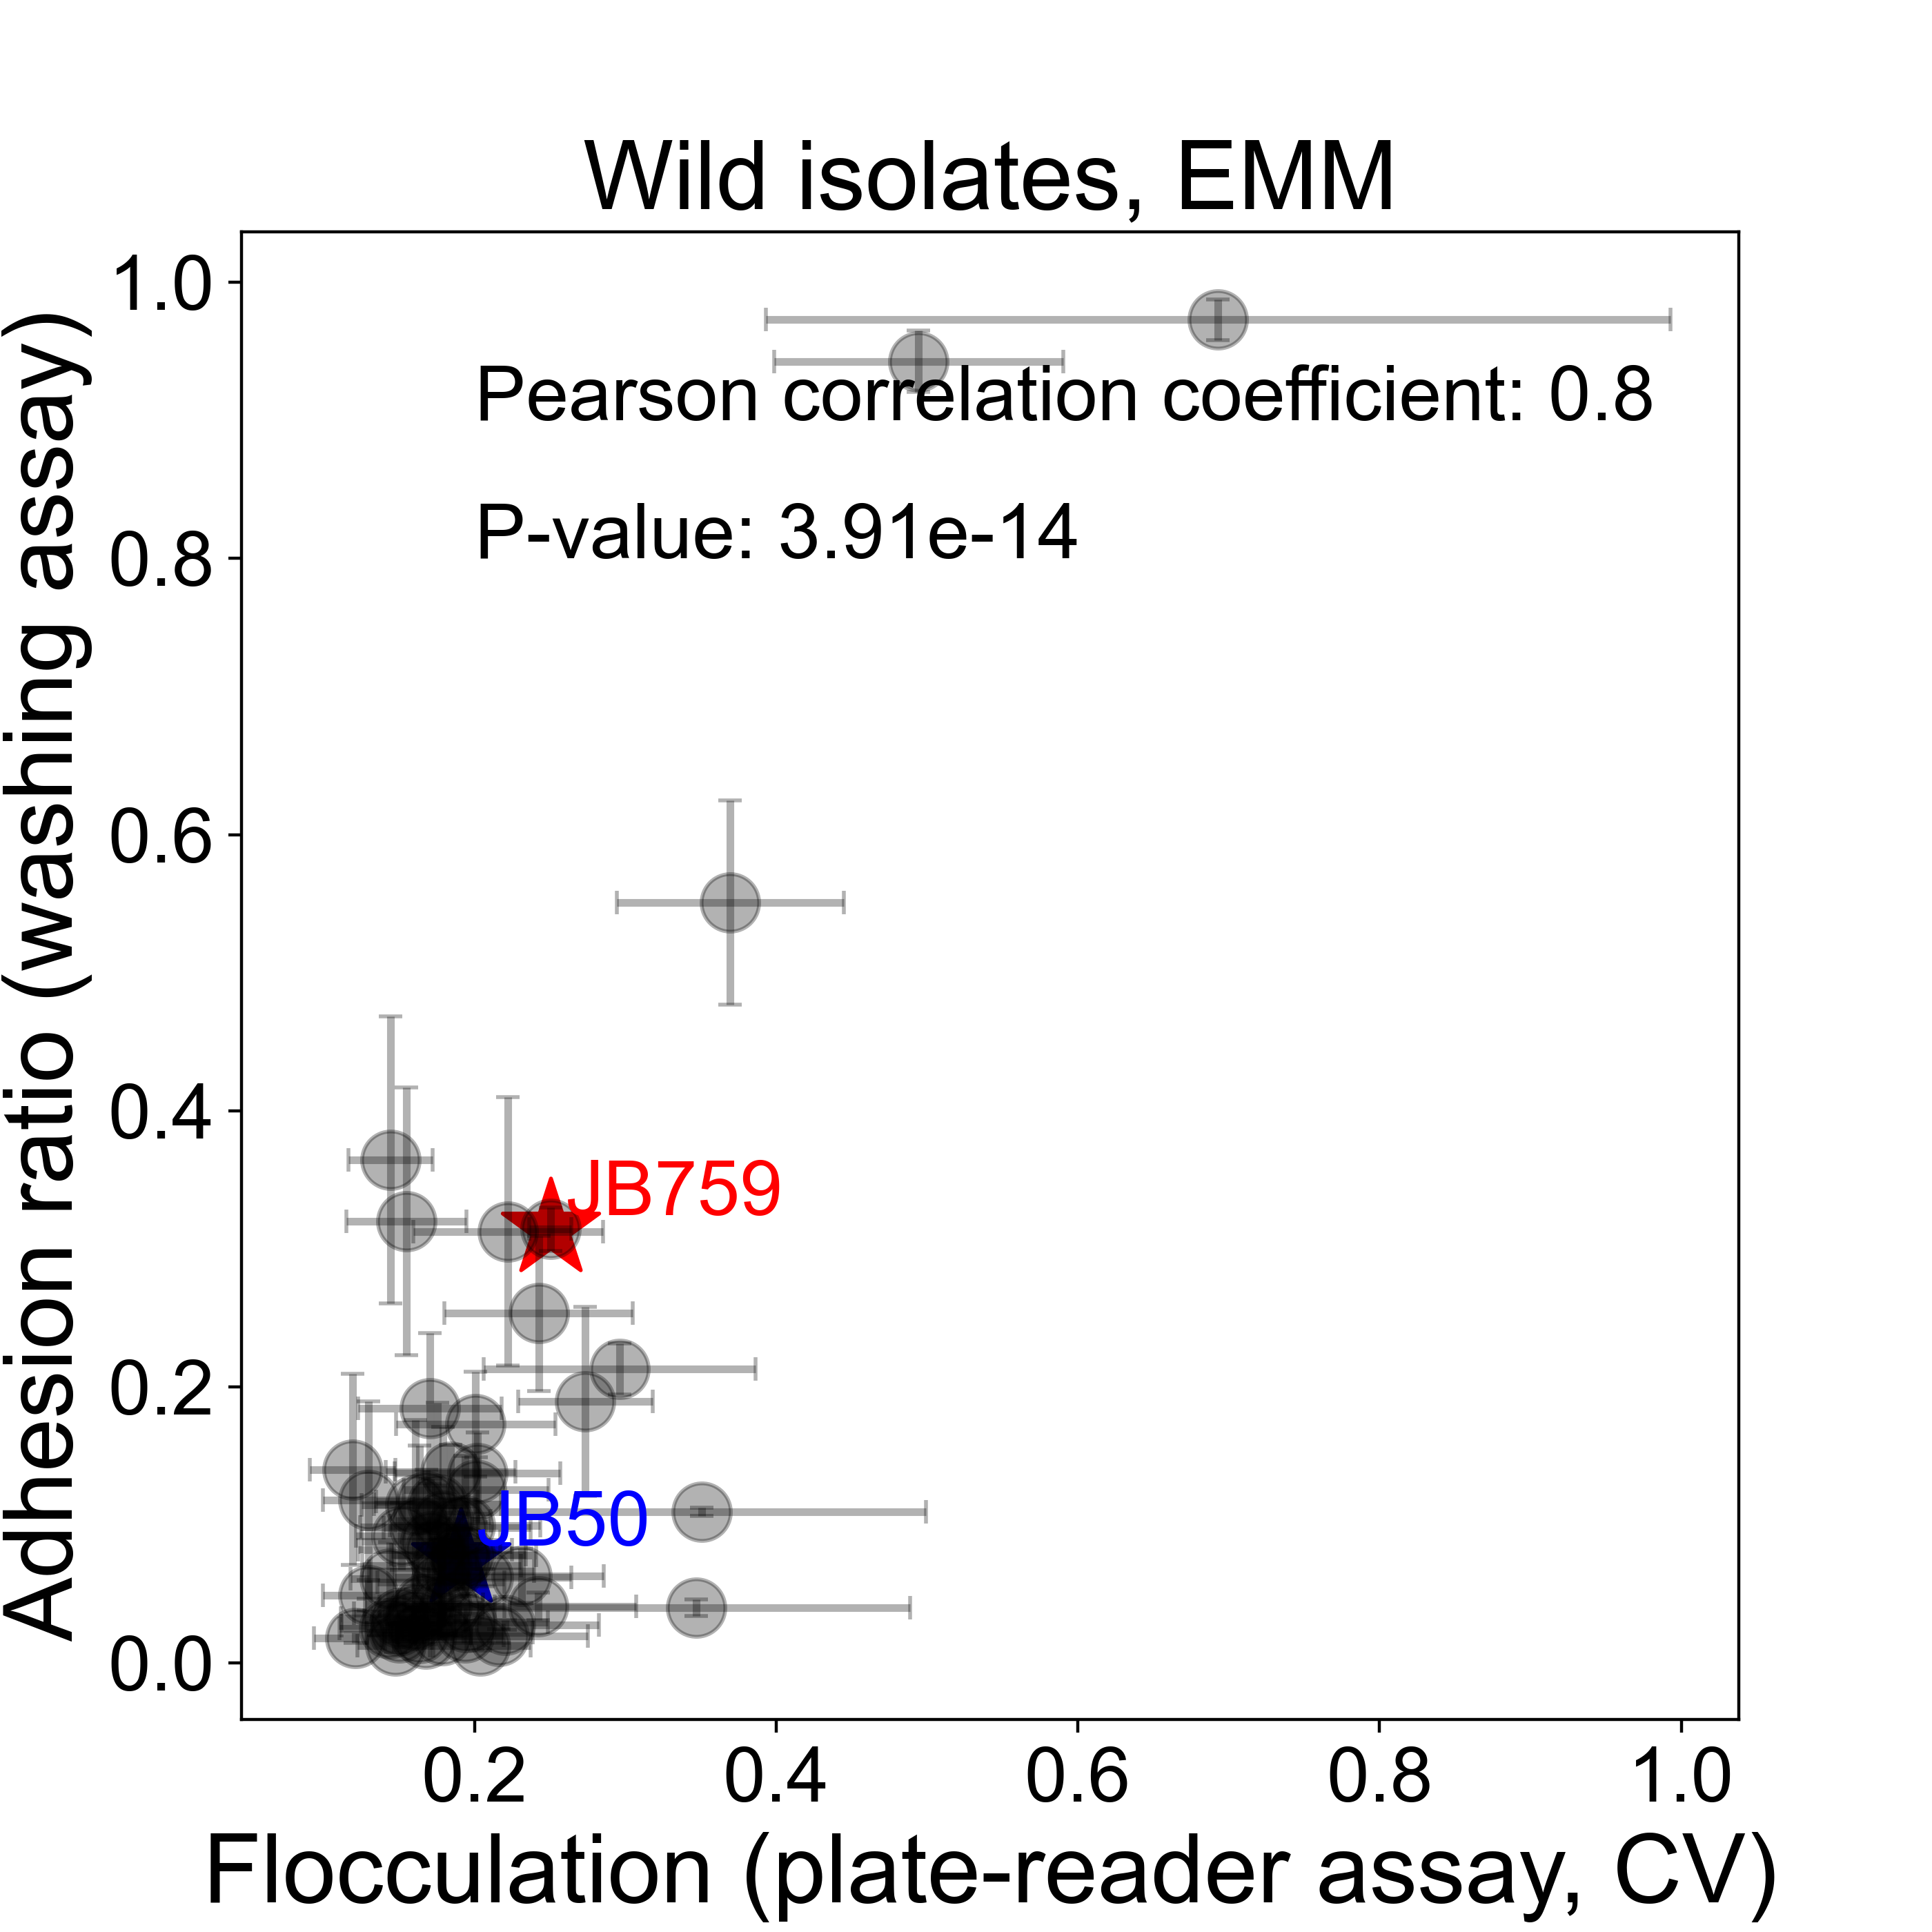 Wild isolates, EMM
Adhesion ratio (washing assay)
1.0
0.8
0.6
0.4
0.2
0.0
Pearson correlation coefficient: 0.8
P-value: 3.91e-14
JB759
JB50
0.2 0.4 0.6 0.8 1.0
Flocculation (plate-reader assay, CV)